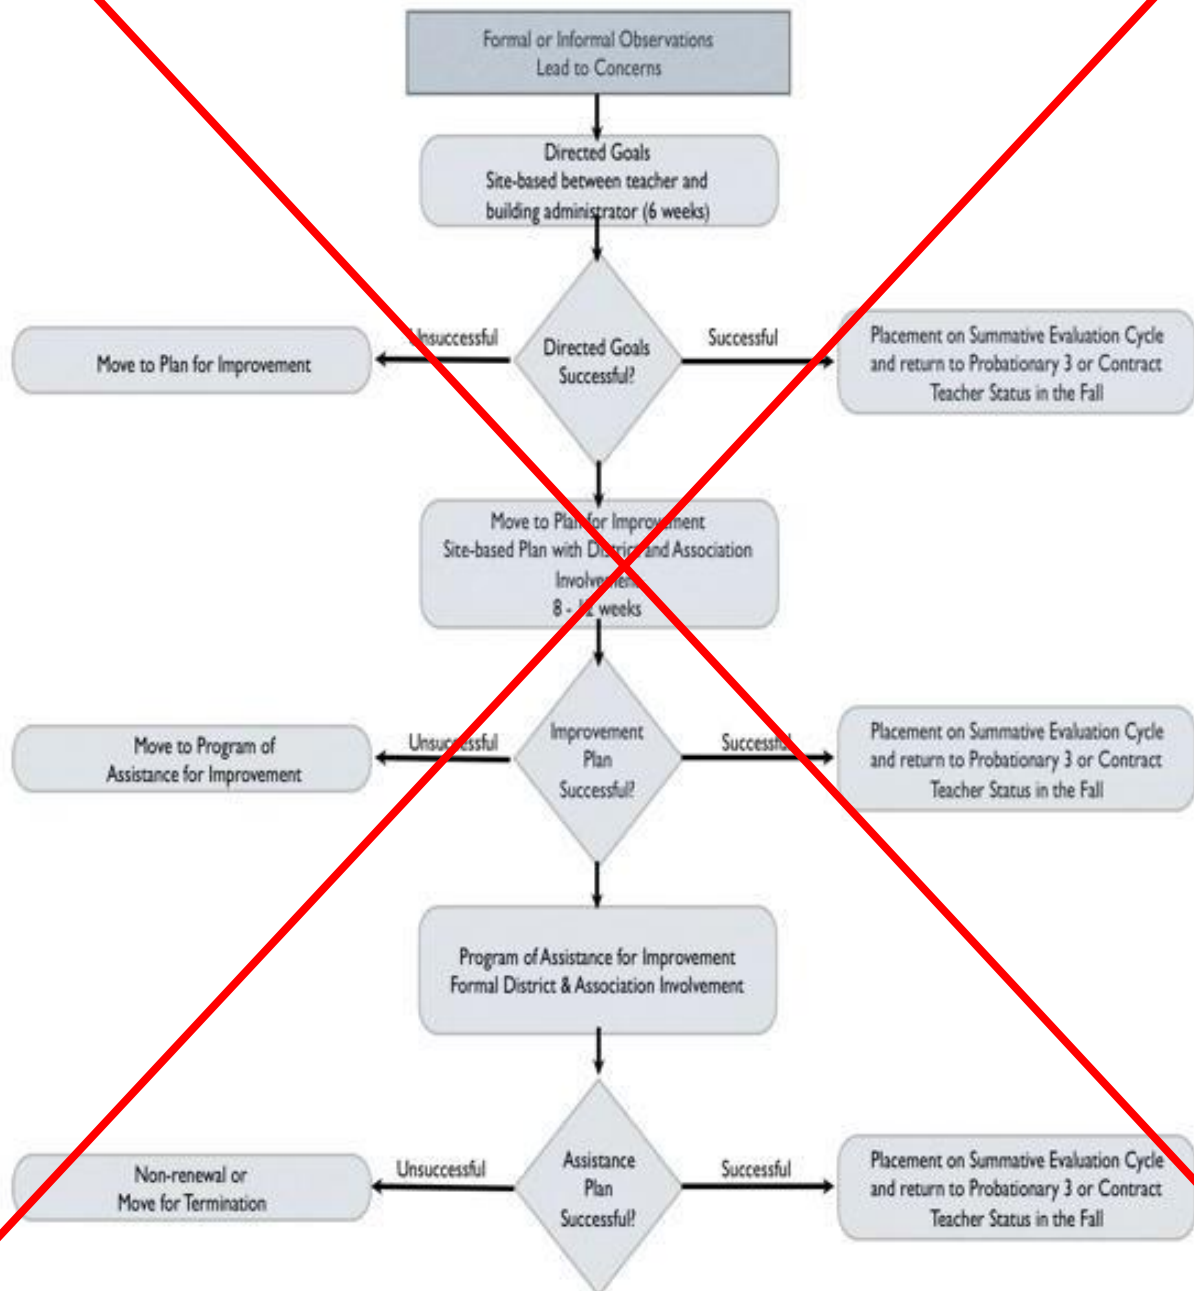 Formal or Informal Observations
Lead to Concerns
Directed Goals
Site-based between teacher and
building administrator (6 weeks)
Unsuccessful
Successful
Move to Plan for Improvement
Directed Goals
Successful?
Placement on Summative Evaluation Cycle
and return to Probationary 3 or Contract
Teacher Status in the Fall
Move to Plan for Improvement
Site-based Plan with District and Association
Involvement
8 - 12 weeks
Unsuccessful
Successful
Move to Program of
Assistance for Improvement
Improvement
Plan
Successful?
Placement on Summative Evaluation Cycle
and return to Probationary 3 or Contract
Teacher Status in the Fall
Program of Assistance for Improvement
Formal District & Association Involvement
Unsuccessful
Successful
Non-renewal or
Move for Termination
Assistance
Plan
Successful?
Placement on Summative Evaluation Cycle
and return to Probationary 3 or Contract
Teacher Status in the Fall